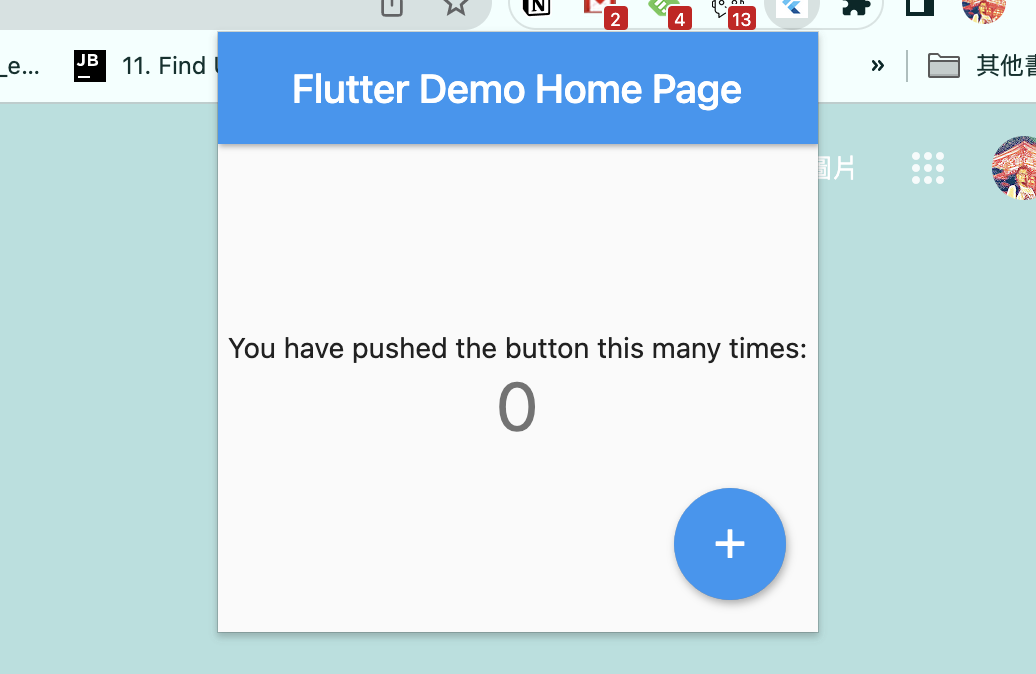 N
2
4
13
_e...
JB
11. Find
»
其他書
Flutter Demo Home Page
圖片
You have pushed the button this many times:
0
+